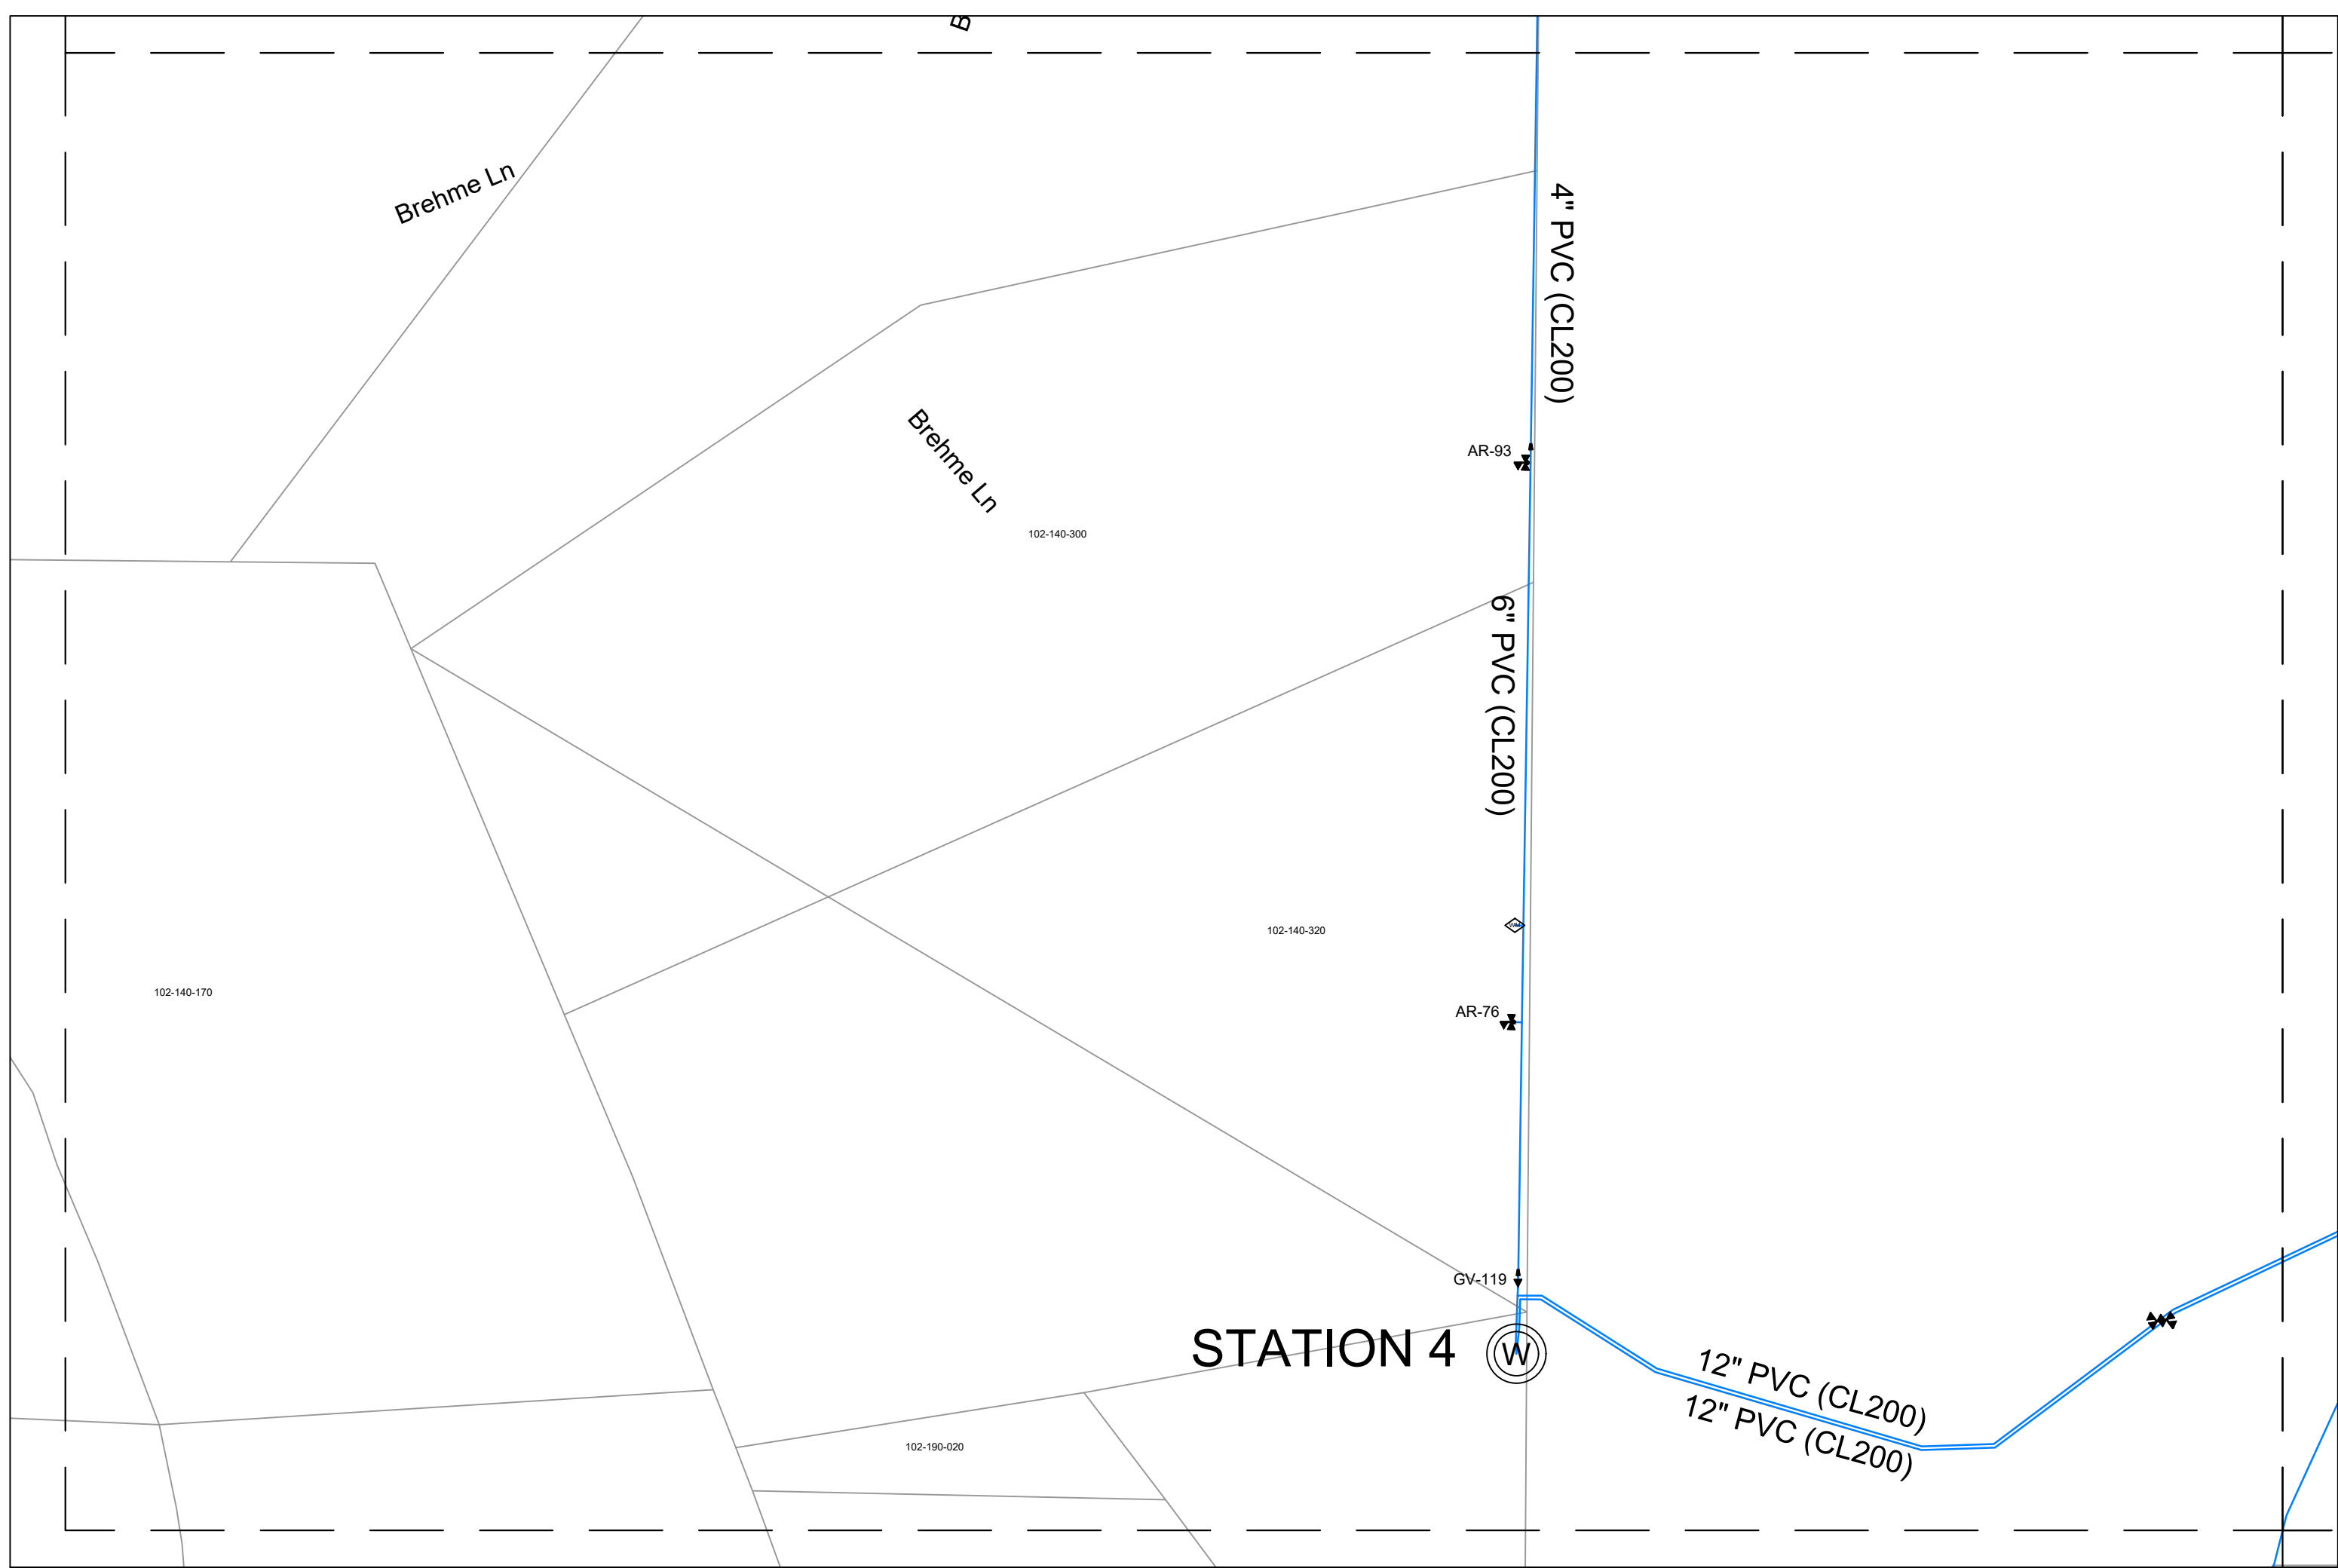 B
Brehme Ln
4" PVC (CL200)
Brehme Ln
AR-93
102-140-300
6" PVC (CL200)
102-140-320
102-140-170
AR-76
GV-119
STATION 4
W
12" PVC (CL200)
12" PVC (CL200)
102-190-020